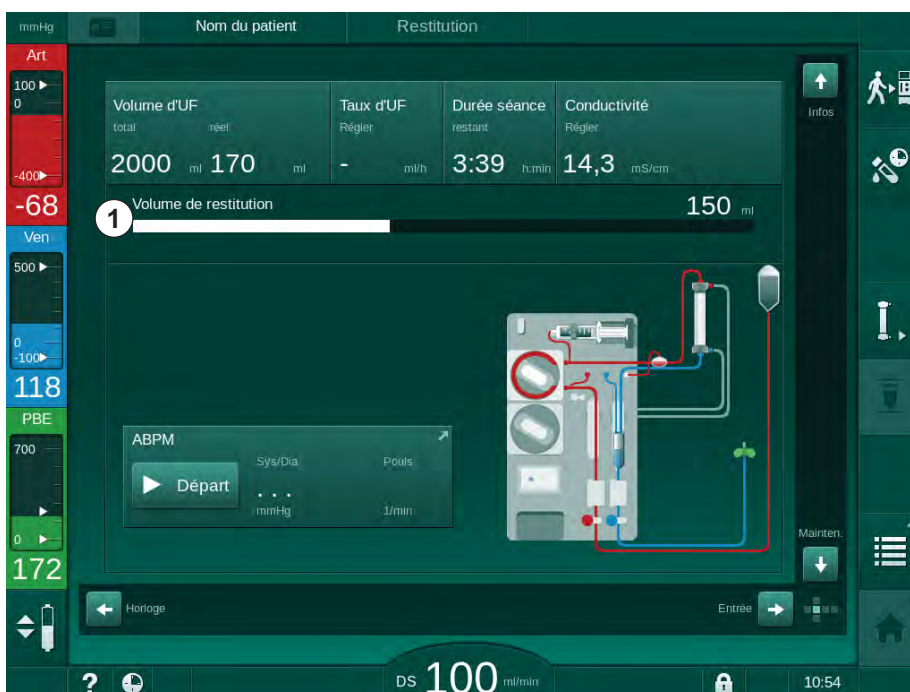 mmHg
Nom du patient
Restitution
Art
100
0
-400
-68
Ven
500
0
-100
118
PBE
700
0
172
Volume d'UF
total réel
2000 ml 170 ml
Taux d'UF
Régler
- ml/h
Durée séance
restant
3:39 h:min
Conductivité
Régler
14,3 mS/cm
1
Volume de restitution
150 ml
ABPM
Départ
Sys/Dia
. . .
mmHg
Pouls
1/min
Infos
Mainten.
Horloge
Entrée
?
DS 100 ml/min
10:54